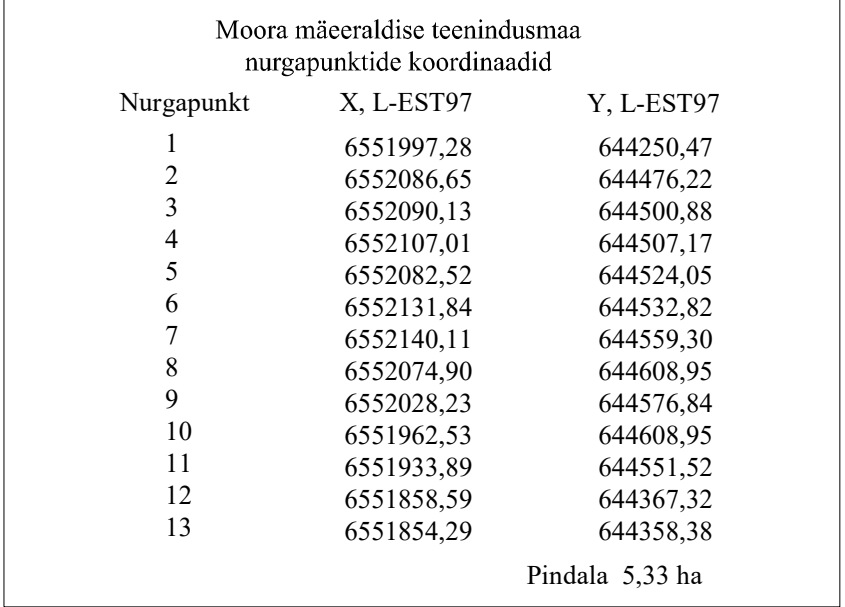 Moora mäeeraldise teenindusmaa
nurgapunktide koordinaadid
Nurgapunkt X, L-EST97 Y, L-EST97
1 6551997,28 644250,47
2 6552086,65 644476,22
3 6552090,13 644500,88
4 6552107,01 644507,17
5 6552082,52 644524,05
6 6552131,84 644532,82
7 6552140,11 644559,30
8 6552074,90 644608,95
9 6552028,23 644576,84
10 6551962,53 644608,95
11 6551933,89 644551,52
12 6551858,59 644367,32
13 6551854,29 644358,38
Pindala 5,33 ha